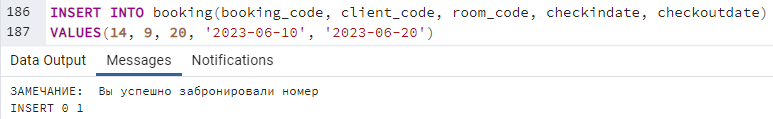 186 INSERT INTO booking(booking_code, client_code, room_code, checkindate, checkoutdate)
187 VALUES(14, 9, 20, '2023-06-10', '2023-06-20')
Data Output Messages Notifications
ЗАМЕЧАНИЕ: Вы успешно забронировали номер
INSERT 0 1